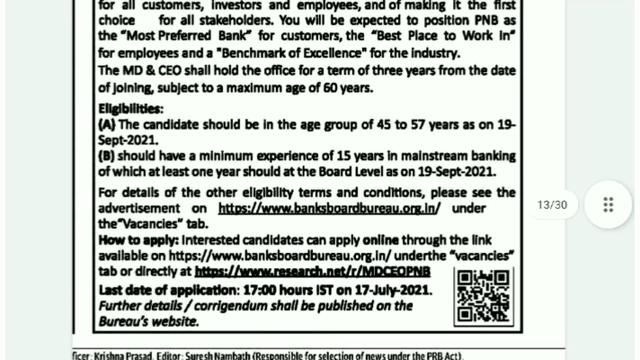 for all customers, investors and employees, and of making it the first
choice for all stakeholders. You will be expected to position PNB as
the “Most Preferred Bank” for customers, the “Best Place to Work In”
for employees and a "Benchmark of Excellence" for the industry.
The MD & CEO shall hold the office for a term of three years from the date
of joining, subject to a maximum age of 60 years.
Eligibilities:
(A) The candidate should be in the age group of 45 to 57 years as on 19-
Sept-2021.
(B) should have a minimum experience of 15 years in mainstream banking
of which at least one year should at the Board Level as on 19-Sept-2021.
For details of the other eligibility terms and conditions, please see the
advertisement on https://www.banksboardbureau.org.in/ under
the"Vacancies" tab.
How to apply: Interested candidates can apply online through the link
available on https://www.banksboardbureau.org.in/ underthe “vacancies”
tab or directly at https://www.research.net/r/MDCEOPNB
Last date of application: 17:00 hours IST on 17-July-2021.
Further details / corrigendum shall be published on the
Bureau's website.
13/30
ficer: Krishna Prasad, Editor: Suresh Nambath (Responsible for selection of news under the PRB Act).